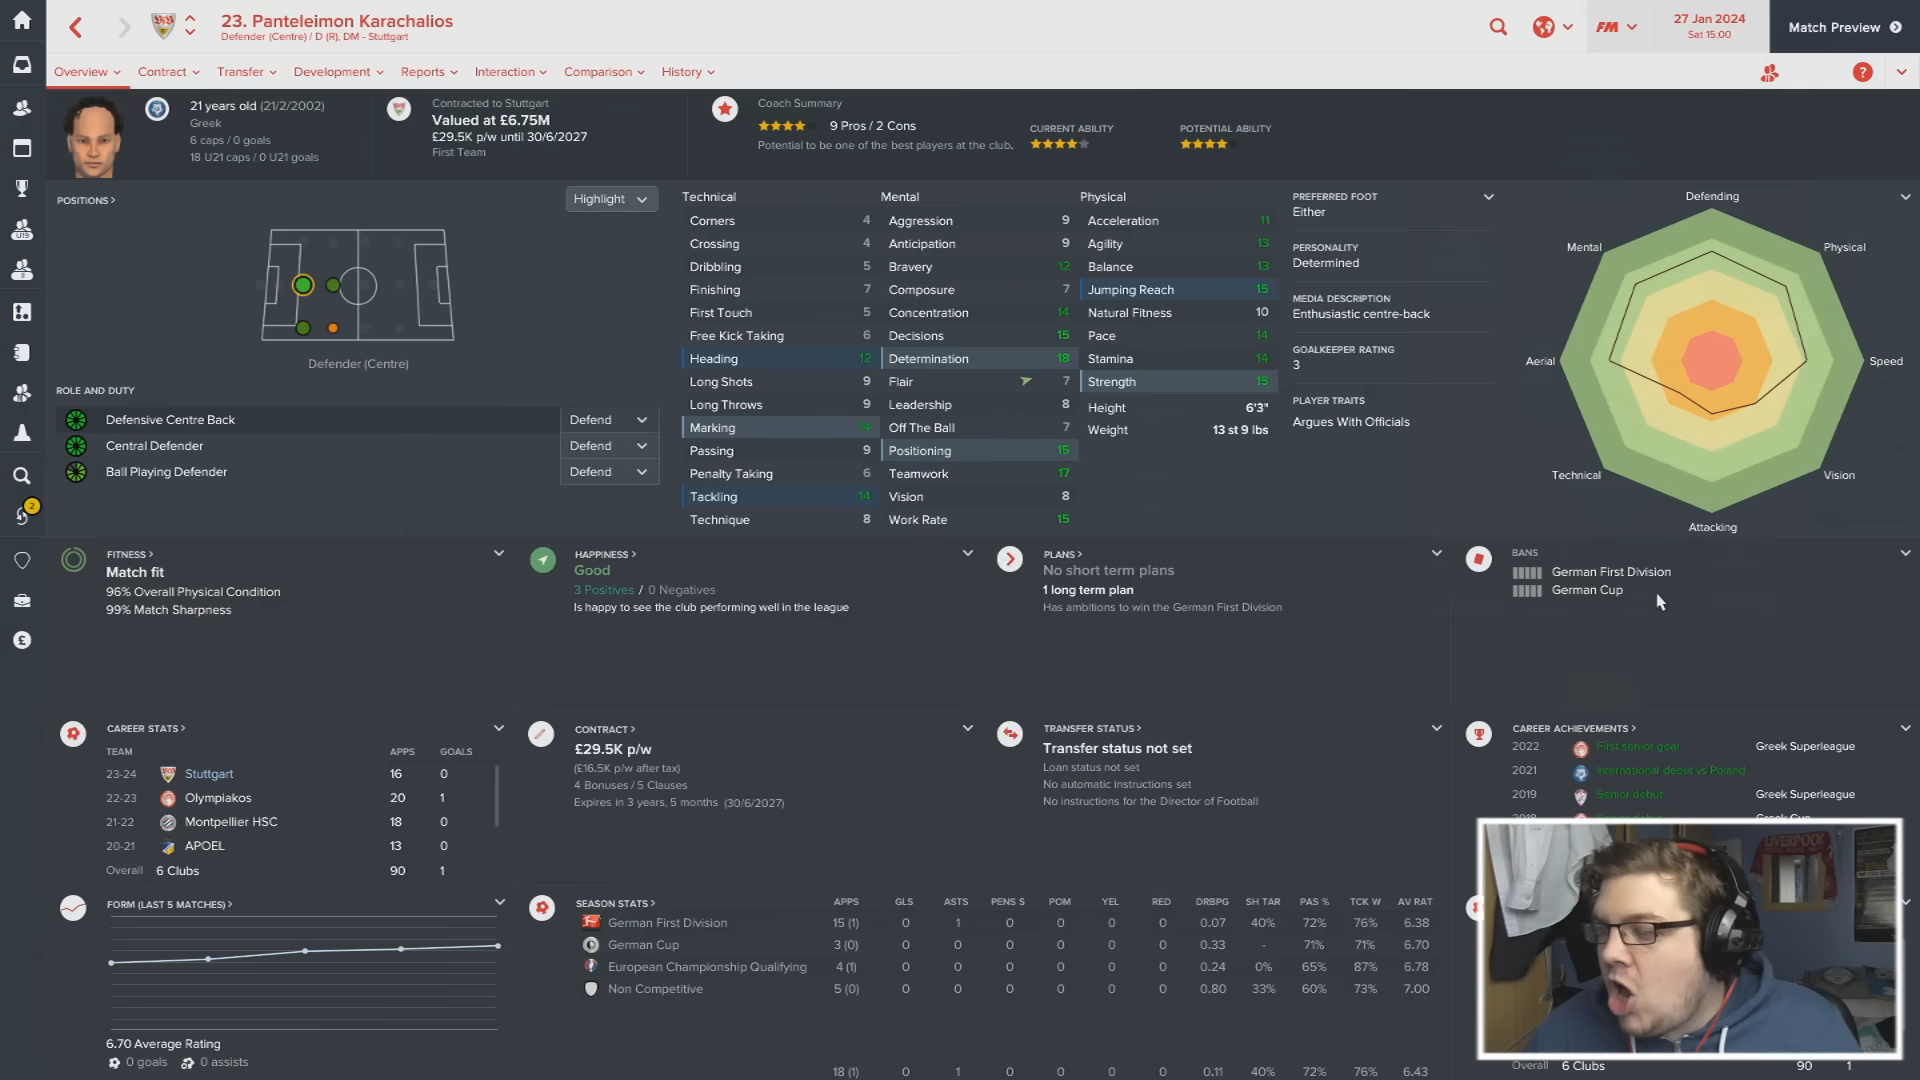 23. Panteleimon Karachalios
Defender (Centre) / D (R), DM - Stuttgart
FM
27 Jan 2024
Sat 15:00
Match Preview
Overview
Contract
Transfer
Development
Reports
Interaction
Comparison
History
?
21 years old (21/2/2002)
Greek
6 caps / 0 goals
18 U21 caps / 0 U21 goals
Contracted to Stuttgart
Valued at £6.75M
£29.5K p/w until 30/6/2027
First Team
Coach Summary
9 Pros / 2 Cons
Potential to be one of the best players at the club.
CURRENT ABILITY
POTENTIAL ABILITY
U19
2
POSITIONS >
Highlight
Defender (Centre)
ROLE AND DUTY
Defensive Centre Back Defend
Central Defender Defend
Ball Playing Defender Defend
Technical
Corners 4
Crossing 4
Dribbling 5
Finishing 7
First Touch 5
Free Kick Taking 6
Heading 12
Long Shots 9
Long Throws 9
Marking
Passing 9
Penalty Taking 6
Tackling 14
Technique 8
Mental
Aggression 9
Anticipation 9
Bravery 12
Composure 7
Concentration 14
Decisions 15
Determination 18
Flair 7
Leadership 8
Off The Ball 7
Positioning 15
Teamwork 17
Vision 8
Work Rate 15
Physical
Acceleration 11
Agility 13
Balance 13
Jumping Reach 15
Natural Fitness 10
Pace 14
Stamina 14
Strength 15
Height 6'3"
Weight 13 st 9 lbs
PREFERRED FOOT
Either
PERSONALITY
Determined
MEDIA DESCRIPTION
Enthusiastic centre-back
GOALKEEPER RATING
3
PLAYER TRAITS
Argues With Officials
Defending
Mental
Physical
Aerial
Speed
Technical
Vision
Attacking
FITNESS >
Match fit
96% Overall Physical Condition
99% Match Sharpness
HAPPINESS >
Good
3 Positives / 0 Negatives
Is happy to see the club performing well in the league
PLANS >
No short term plans
1 long term plan
Has ambitions to win the German First Division
BANS
German First Division
German Cup
CAREER STATS >
TEAM APPS GOALS
23-24 Stuttgart 16 0
22-23 Olympiakos 20 1
21-22 Montpellier HSC 18 0
20-21 APOEL 13 0
Overall 6 Clubs 90 1
CONTRACT >
£29.5K p/w
(£16.5K p/w after tax)
4 Bonuses / 5 Clauses
Expires in 3 years, 5 months (30/6/2027)
TRANSFER STATUS >
Transfer status not set
Loan status not set
No automatic instructions set
No instructions for the Director of Football
CAREER ACHIEVEMENTS >
2022 First senior goal Greek Superleague
2021 International debut vs Poland
2019 Senior debut Greek Superleague
FORM (LAST 5 MATCHES) >
6.70 Average Rating
0 goals 0 assists
SEASON STATS > APPS GLS ASTS PENS S POM YEL RED DRBPG SH TAR PAS % TCK W AV RAT
German First Division 15 (1) 0 1 0 0 0 0 0.07 40% 72% 76% 6.38
German Cup 3 (0) 0 0 0 0 0 0 0.33 - 71% 71% 6.70
European Championship Qualifying 4 (1) 0 0 0 0 0 0 0.24 0% 65% 87% 6.78
Non Competitive 5 (0) 0 0 0 0 0 0 0.80 33% 60% 73% 7.00
18 (1) 0 1 0 0 0 0 0.11 40% 72% 76% 6.43
LIVERPOOL
Overall 6 Clubs 90 1